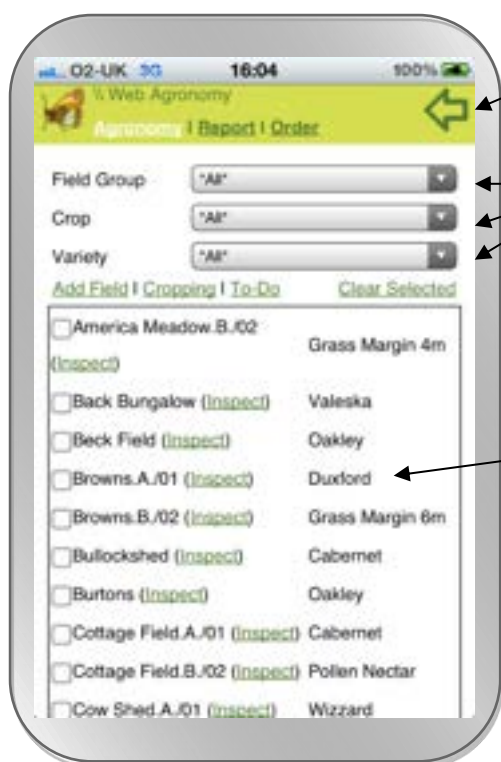 O2-UK 3G 16:04 100%
Web Agronomy
Agronomy | Report | Order
Field Group *All*
Crop *All*
Variety *All*
Add Field | Cropping | To-Do Clear Selected
America Meadow.B./02
(Inspect) Grass Margin 4m
Back Bungalow (Inspect) Valeska
Beck Field (Inspect) Oakley
Browns.A./01 (Inspect) Duxford
Browns.B./02 (Inspect) Grass Margin 6m
Bullockshed (Inspect) Cabernet
Burtons (Inspect) Oakley
Cottage Field.A./01 (Inspect) Cabernet
Cottage Field.B./02 (Inspect) Pollen Nectar
Cow Shed.A./01 (Inspect) Wizzard